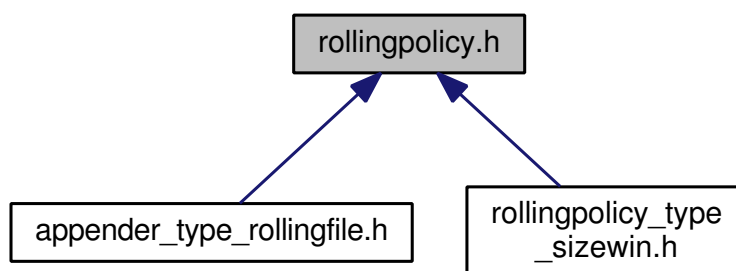 rollingpolicy.h
appender_type_rollingfile.h
rollingpolicy_type
_sizewin.h